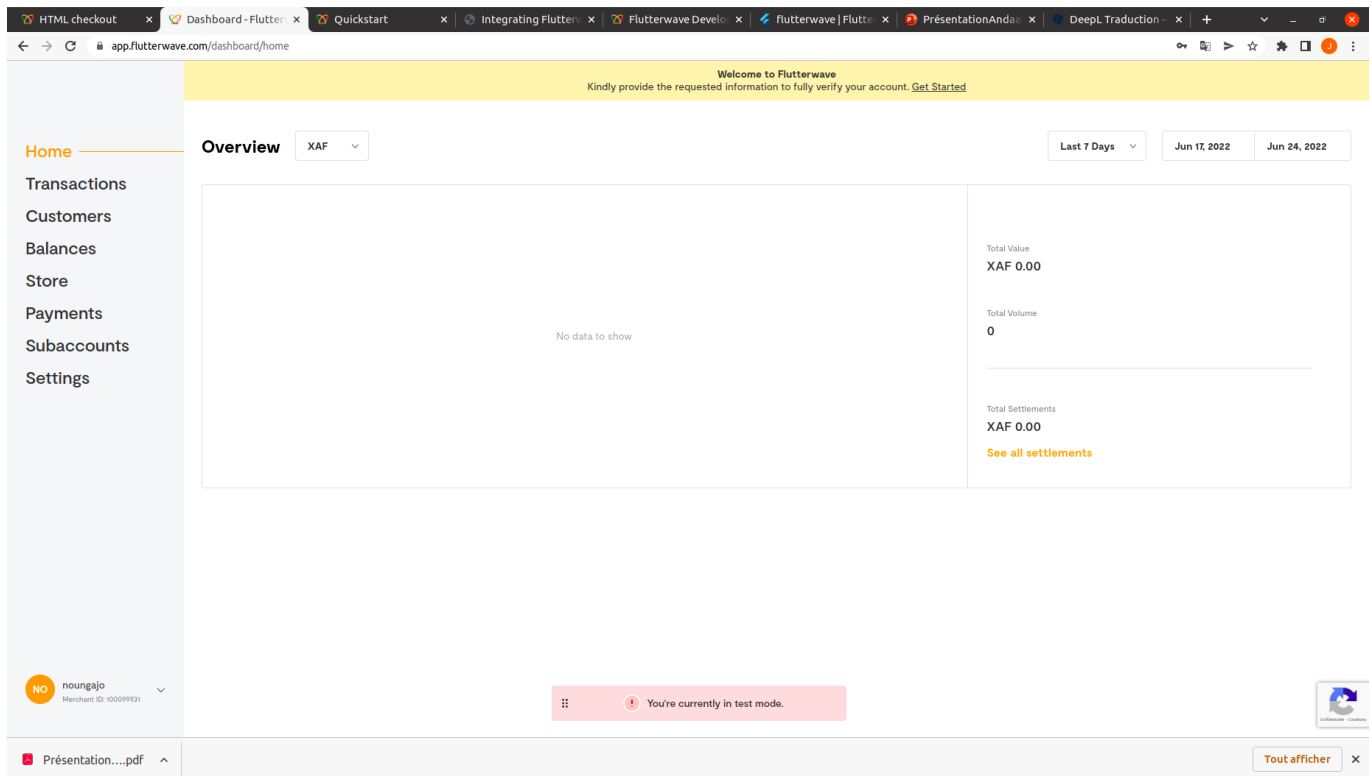 HTML checkout
Dashboard - Flutter
Quickstart
Integrating Flutterw
Flutterwave Develo
flutterwave | Flutte
PrésentationAndaa
DeepL Traduction –
app.flutterwave.com/dashboard/home
J
Welcome to Flutterwave
Kindly provide the requested information to fully verify your account. Get Started
Home
Transactions
Customers
Balances
Store
Payments
Subaccounts
Settings
Overview
XAF
Last 7 Days
Jun 17, 2022
Jun 24, 2022
No data to show
Total Value
XAF 0.00
Total Volume
0
Total Settlements
XAF 0.00
See all settlements
NO
noungajo
Merchant ID: 100099931
You're currently in test mode.
Confidentialité - Conditions
Présentation....pdf
Tout afficher